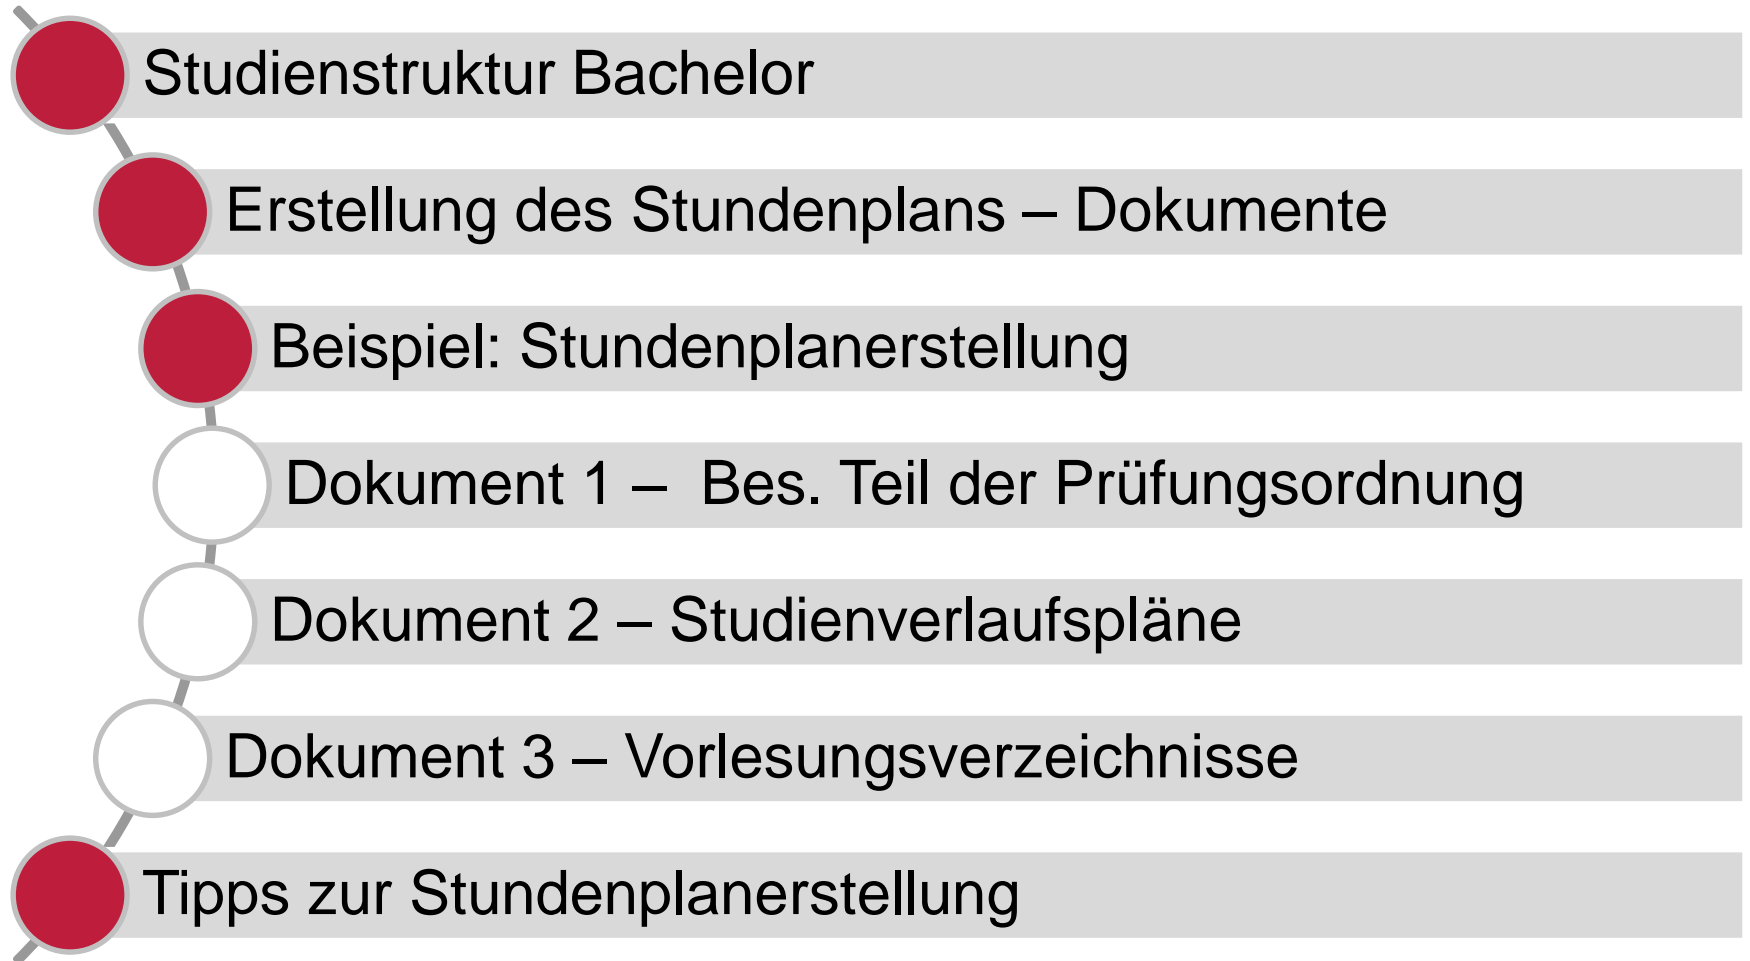 Studienstruktur Bachelor
Erstellung des Stundenplans – Dokumente
Beispiel: Stundenplanerstellung
Dokument 1 – Bes. Teil der Prüfungsordnung
Dokument 2 – Studienverlaufspläne
Dokument 3 – Vorlesungsverzeichnisse
Tipps zur Stundenplanerstellung